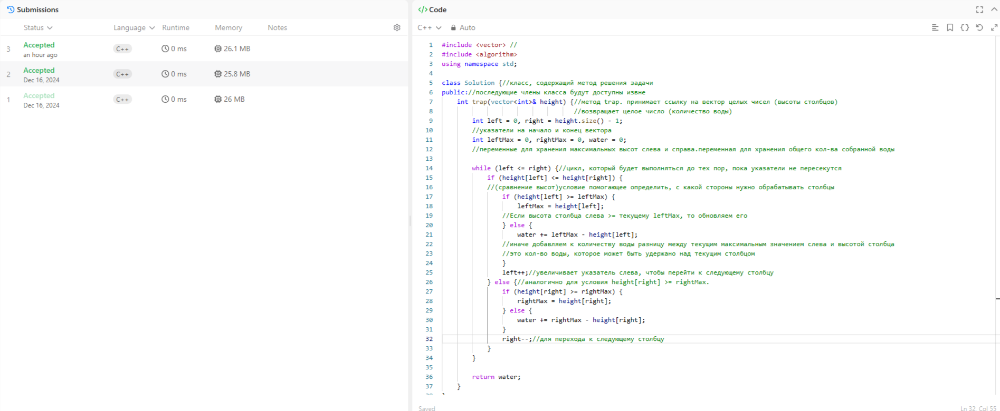 Submissions
Status Language Runtime Memory Notes
3 Accepted C++ 0 ms 26.1 MB
an hour ago
2 Accepted C++ 0 ms 25.8 MB
Dec 16, 2024
1 Accepted C++ 0 ms 26 MB
Dec 16, 2024
</> Code
C++ Auto
1 #include <vector> //
2 #include <algorithm>
3 using namespace std;
4
5 class Solution {//класс, содержащий метод решения задачи
6 public://последующие члены класса будут доступны извне
7 int trap(vector<int>& height) {//метод trap. принимает ссылку на вектор целых чисел (высоты столбцов)
8 //возвращает целое число (количество воды)
9 int left = 0, right = height.size() - 1;
10 //указатели на начало и конец вектора
11 int leftMax = 0, rightMax = 0, water = 0;
12 //переменные для хранения максимальных высот слева и справа.переменная для хранения общего кол-ва собранной воды
13
14 while (left <= right) {//цикл, который будет выполняться до тех пор, пока указатели не пересекутся
15 if (height[left] <= height[right]) {
16 //(сравнение высот)условие помогающее определить, с какой стороны нужно обрабатывать столбцы
17 if (height[left] >= leftMax) {
18 leftMax = height[left];
19 //Если высота столбца слева >= текущему leftMax, то обновляем его
20 } else {
21 water += leftMax - height[left];
22 //иначе добавляем к количеству воды разницу между текущим максимальным значением слева и высотой столбца
23 //это кол-во воды, которое может быть удержано над текущим столбцом
24 }
25 left++;//увеличивает указатель слева, чтобы перейти к следующему столбцу
26 } else {//аналогично для условия height[right] >= rightMax.
27 if (height[right] >= rightMax) {
28 rightMax = height[right];
29 } else {
30 water += rightMax - height[right];
31 }
32 right--;//для перехода к следующему столбцу
33 }
34 }
35
36 return water;
37 }
Saved Ln 32, Col 55